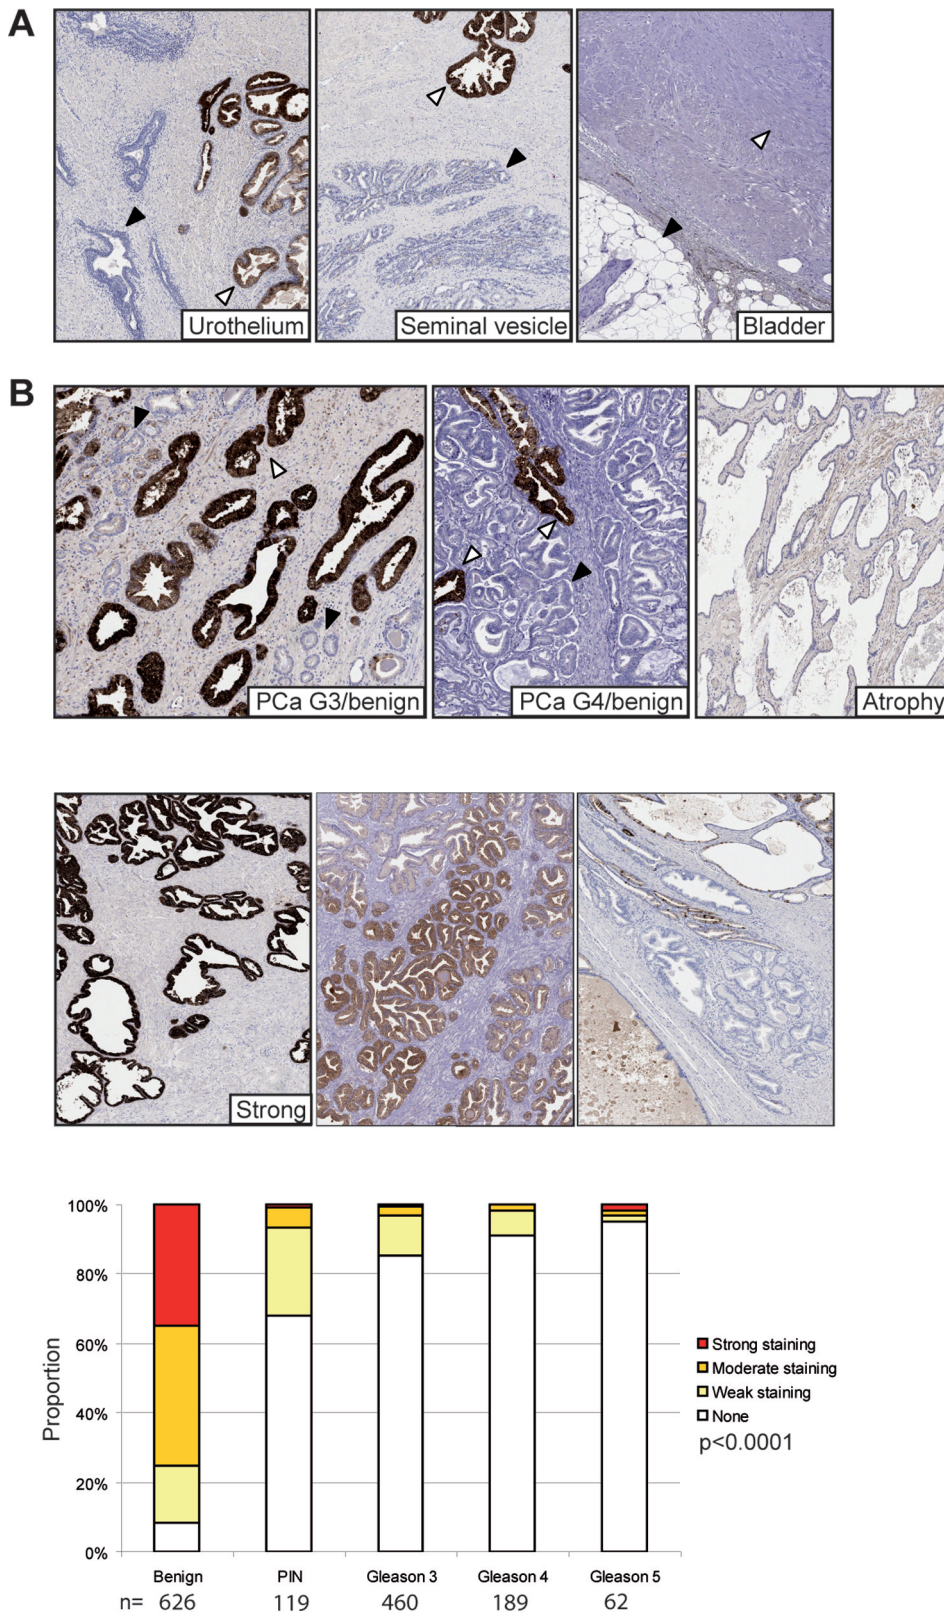 A
Urothelium
Seminal vesicle
Bladder
B
PCa G3/benign
PCa G4/benign
Atrophy
Strong
100%
80%
60%
40%
20%
0%
Proportion
Strong staining
Moderate staining
Weak staining
None
p<0.0001
Benign PIN Gleason 3 Gleason 4 Gleason 5
n= 626 119 460 189 62